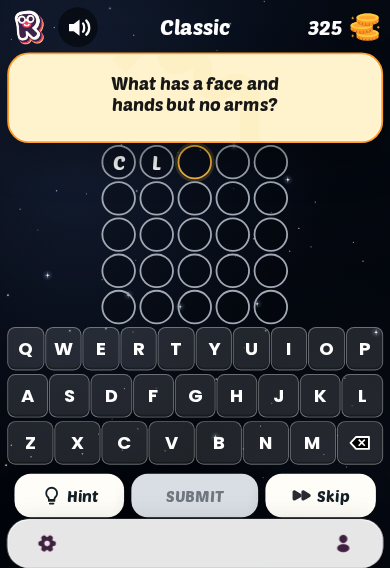 Classic
325
What has a face and
hands but no arms?
C L
Q W E R T Y U I O P
A S D F G H J K L
Z X C V B N M
Hint
SUBMIT
Skip